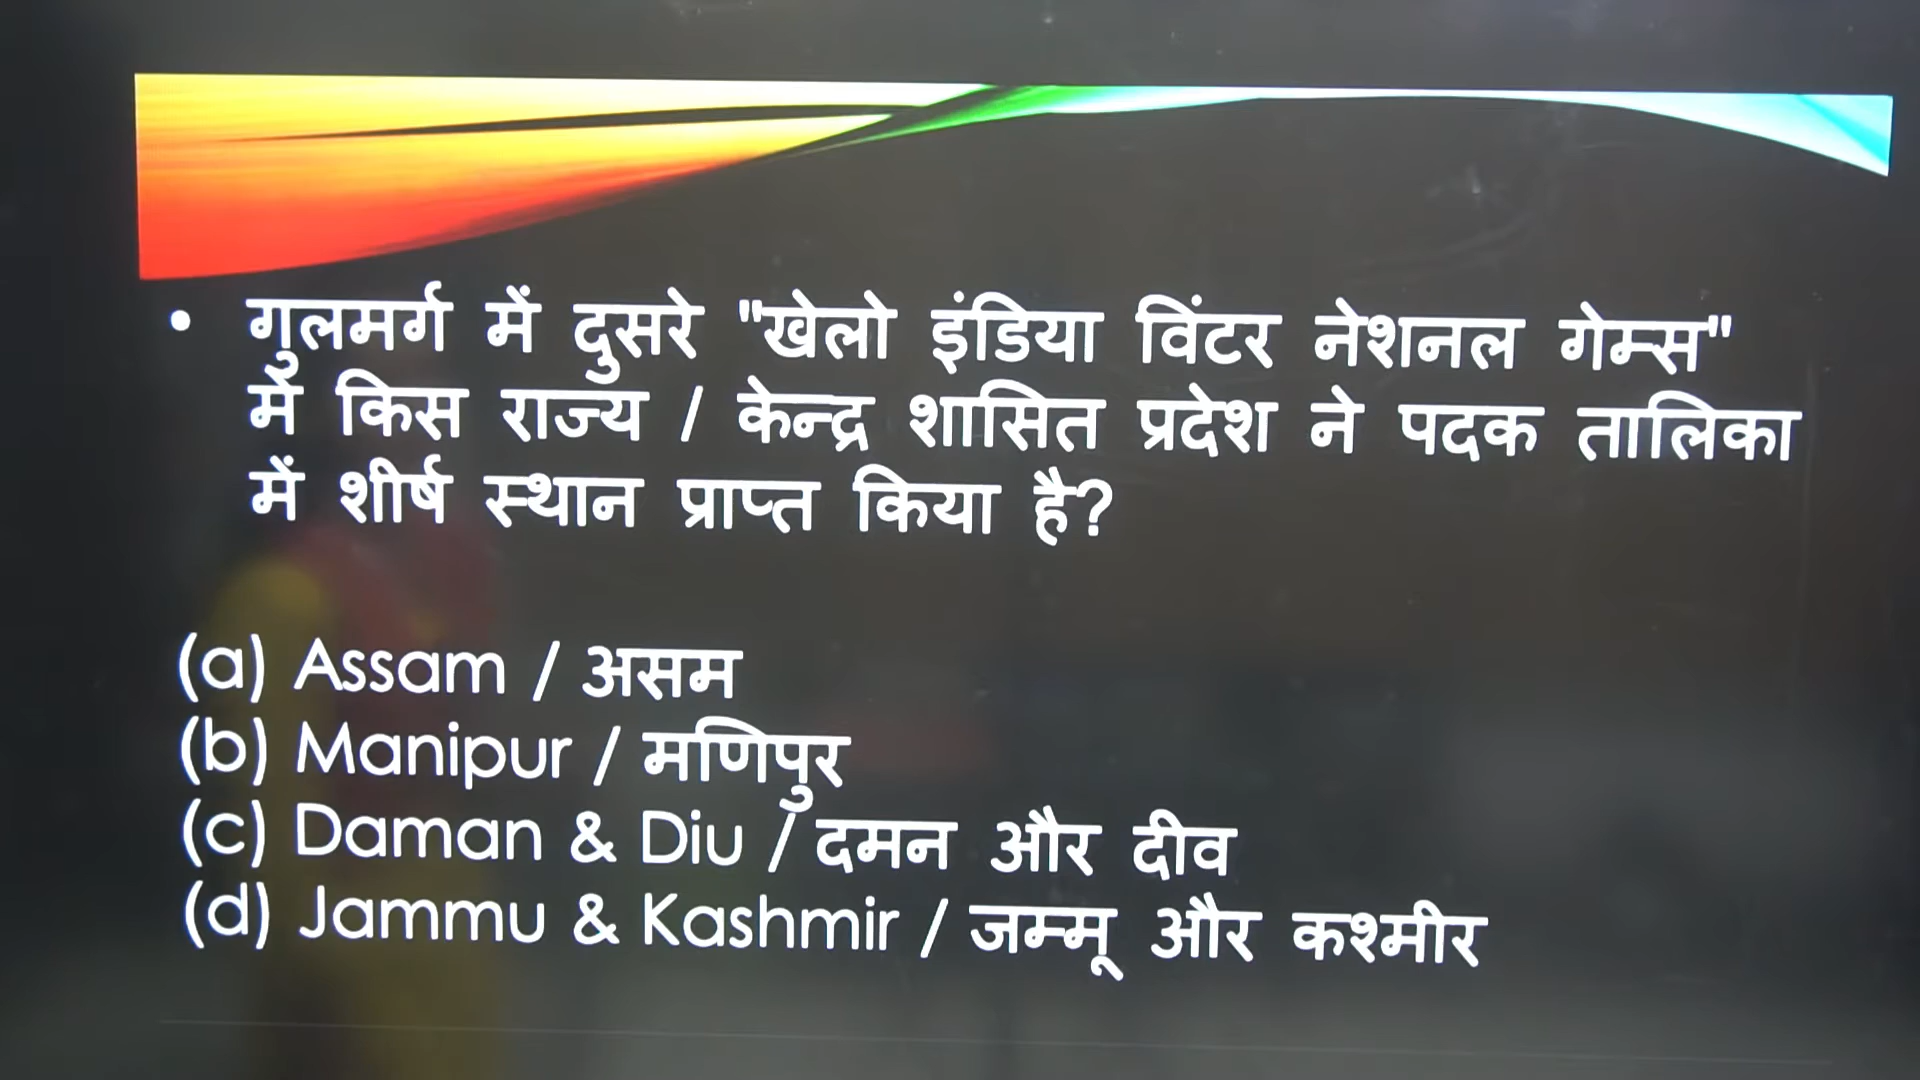 • गुलमर्ग में दुसरे "खेलो इंडिया विंटर नेशनल गेम्स"
में किस राज्य / केन्द्र शासित प्रदेश ने पदक तालिका
में शीर्ष स्थान प्राप्त किया है?
(a) Assam / असम
(b) Manipur / मणिपुर
(c) Daman & Diu / दमन और दीव
(d) Jammu & Kashmir / जम्मू और कश्मीर